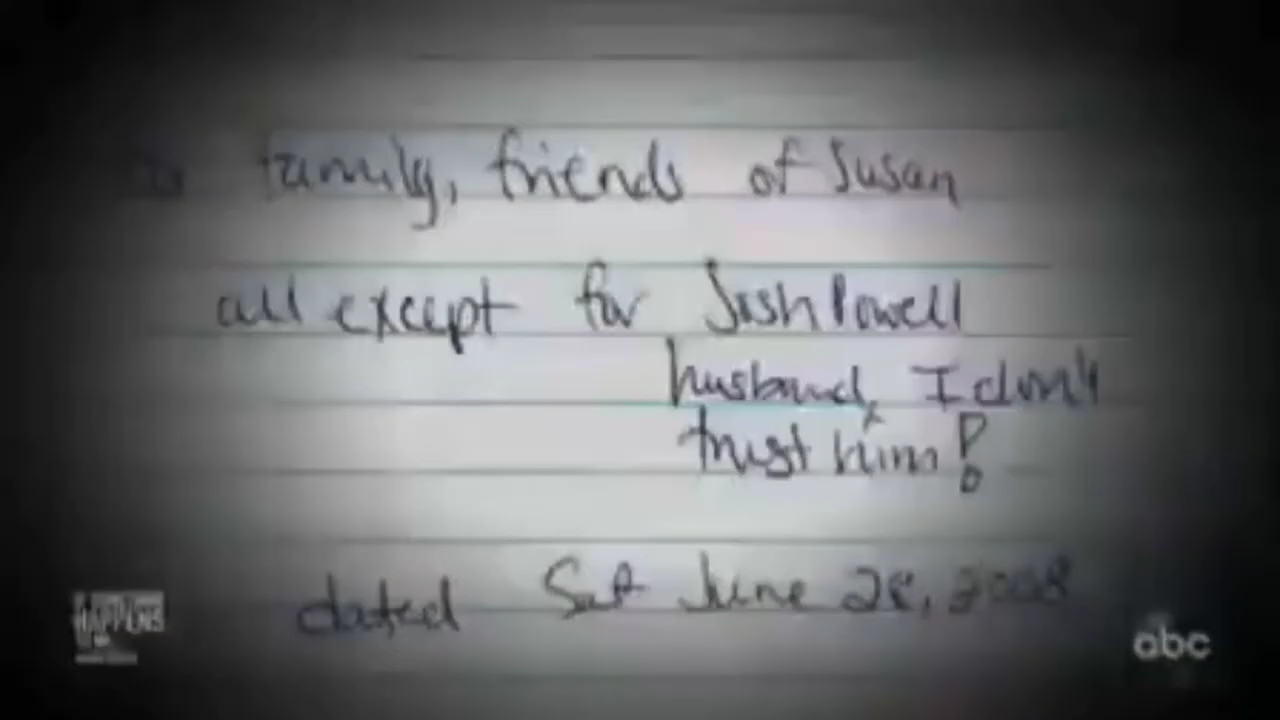 family, friends of Susan
all except for Josh Powell
husband, I don't
trust him!
dated Sat June 28, 2008
HAPPENS
abc